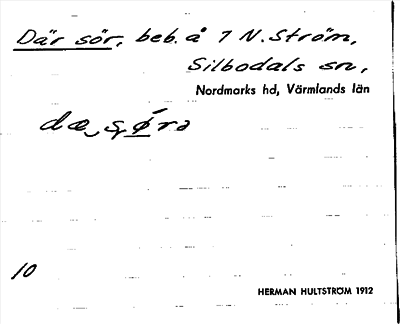 Där sör, beb. å 7 N. Ström,
Silbodals sn,
Nordmarks hd, Värmlands län
10
HERMAN HULTSTRÖM 1912